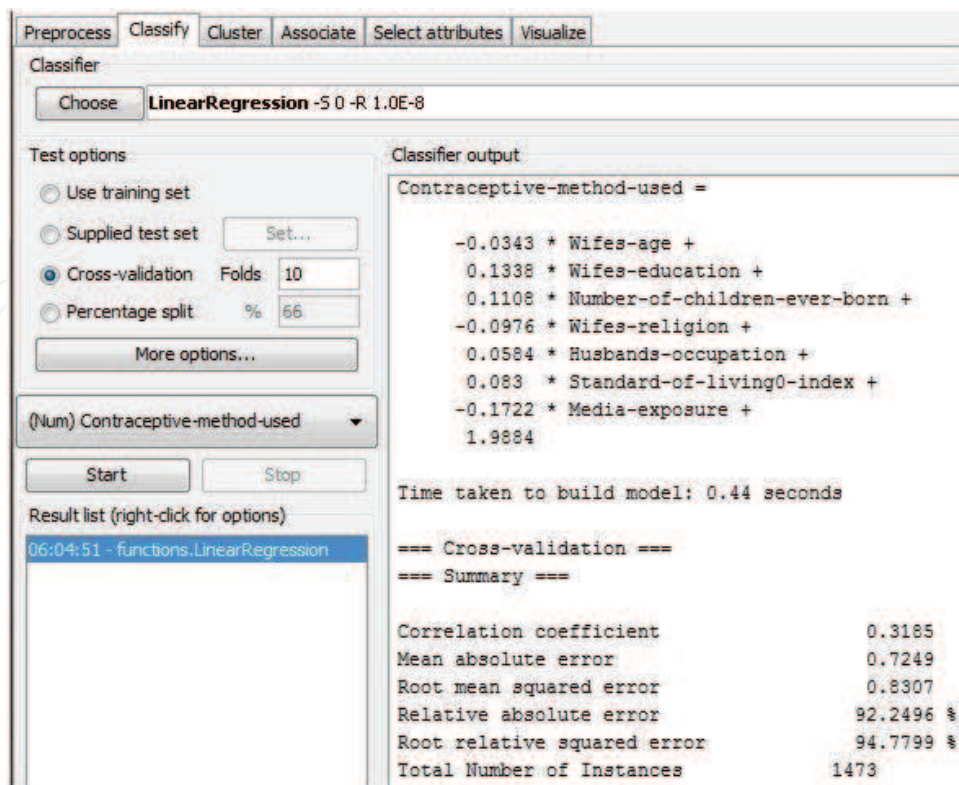 Preprocess Classify Cluster Associate Select attributes Visualize
Classifier
Choose LinearRegression -S 0 -R 1.0E-8
Test options
Use training set
Supplied test set Set...
Cross-validation Folds 10
Percentage split % 66
More options...
(Num) Contraceptive-method-used
Start Stop
Result list (right-click for options)
06:04:51 - functions.LinearRegression
Classifier output
Contraceptive-method-used =
-0.0343 * Wifes-age +
0.1338 * Wifes-education +
0.1108 * Number-of-children-ever-born +
-0.0976 * Wifes-religion +
0.0584 * Husbands-occupation +
0.083 * Standard-of-living0-index +
-0.1722 * Media-exposure +
1.9884
Time taken to build model: 0.44 seconds
=== Cross-validation ===
=== Summary ===
Correlation coefficient 0.3185
Mean absolute error 0.7249
Root mean squared error 0.8307
Relative absolute error 92.2496 %
Root relative squared error 94.7799 %
Total Number of Instances 1473